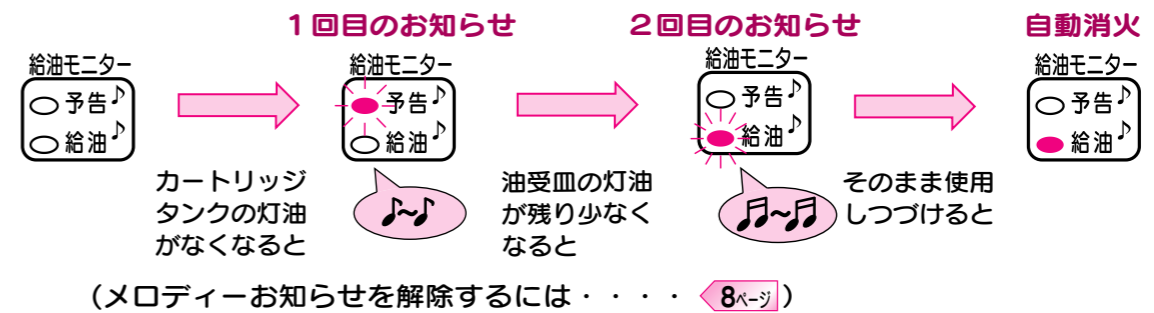 1回目のお知らせ
2回目のお知らせ
自動消火
給油モニター
予告♪
給油♪
カートリッジ
タンクの灯油
がなくなると
給油モニター
予告♪
給油♪
♪~♪
油受皿の灯油
が残り少なく
なると
給油モニター
予告♪
給油♪
♫~♫
そのまま使用
しつづけると
給油モニター
予告♪
給油♪
(メロディーお知らせを解除するには・・・・ 8ページ)